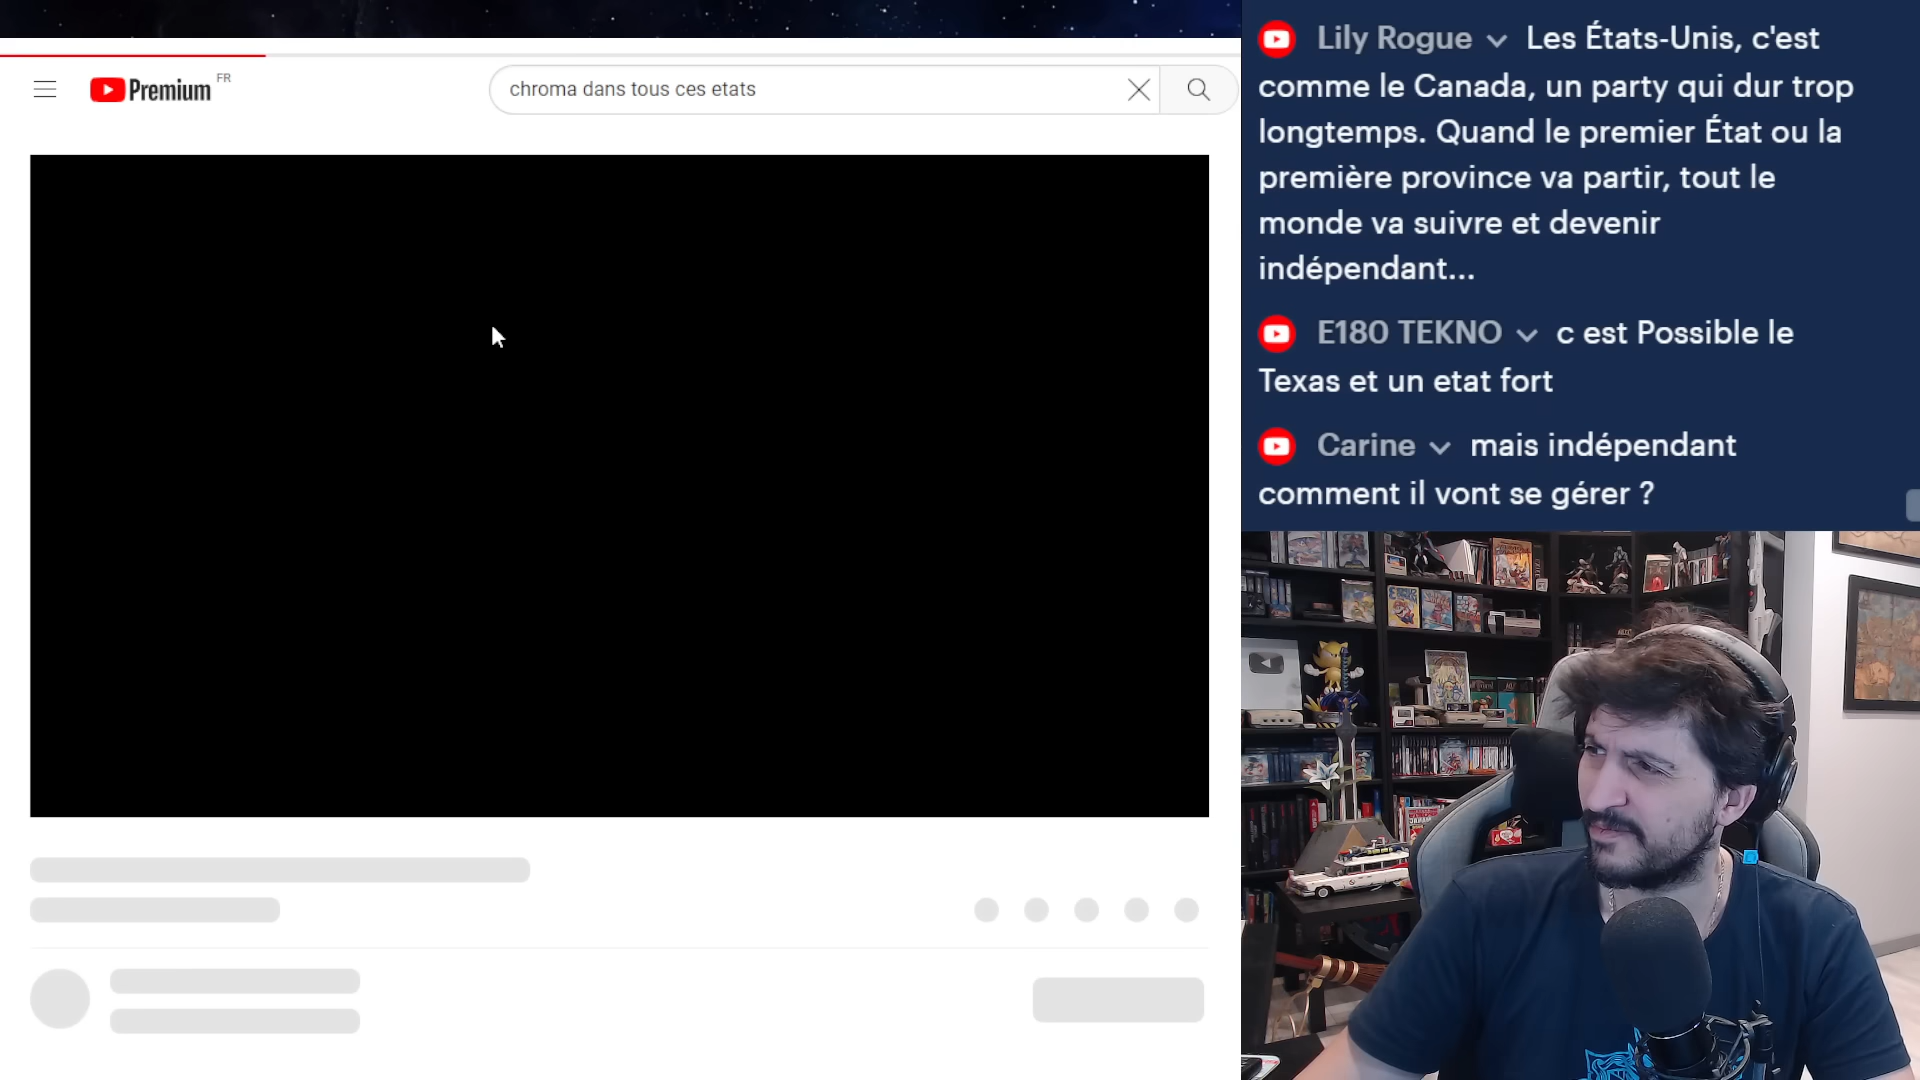 Premium FR
chroma dans tous ces etats
Lily Rogue Les États-Unis, c'est
comme le Canada, un party qui dur trop
longtemps. Quand le premier État ou la
première province va partir, tout le
monde va suivre et devenir
indépendant...
E180 TEKNO c est Possible le
Texas et un etat fort
Carine mais indépendant
comment il vont se gérer ?